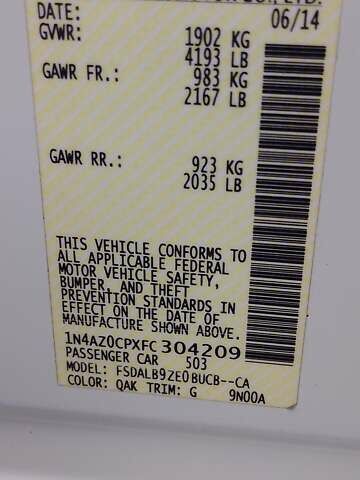 DATE: 06/14
GVWR: 1902 KG
4193 LB
GAWR FR.: 983 KG
2167 LB
GAWR RR.: 923 KG
2035 LB
THIS VEHICLE CONFORMS TO
ALL APPLICABLE FEDERAL
MOTOR VEHICLE SAFETY,
BUMPER, AND THEFT
PREVENTION STANDARDS IN
EFFECT ON THE DATE OF
MANUFACTURE SHOWN ABOVE.
1N4AZ0CPXFC304209
PASSENGER CAR 503
MODEL: FSDALB9ZE0BUCB--CA
COLOR: QAK TRIM: G 9N00A